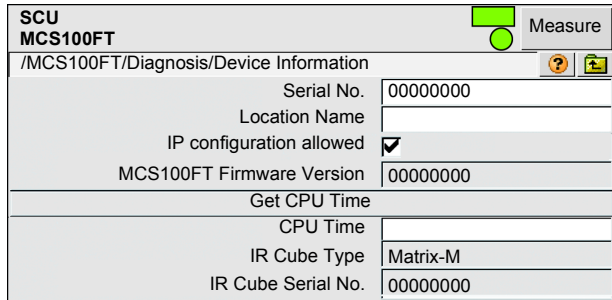 SCU
MCS100FT
Measure
/MCS100FT/Diagnosis/Device Information
?
Serial No. 00000000
Location Name
IP configuration allowed
MCS100FT Firmware Version 00000000
Get CPU Time
CPU Time
IR Cube Type Matrix-M
IR Cube Serial No. 00000000